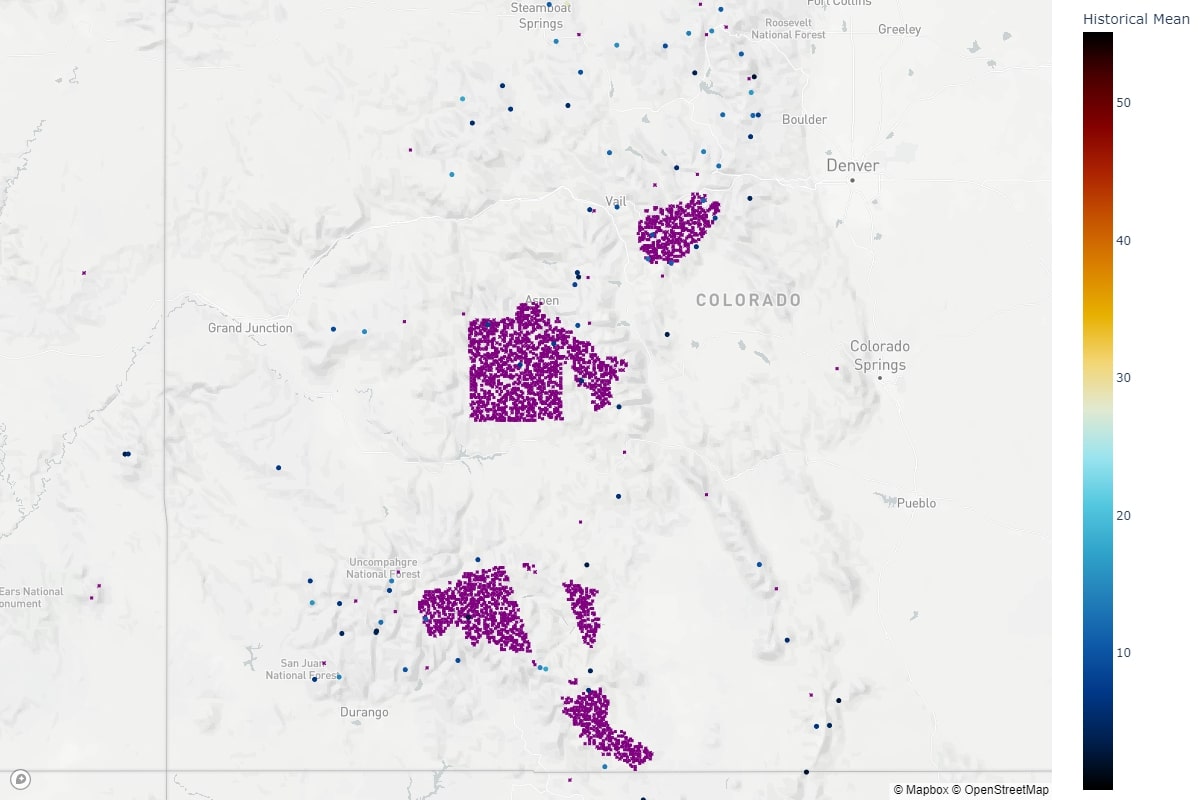 Steamboat
Springs
Fort Collins
Roosevelt
National Forest
Greeley
Boulder
Denver
Vail
Aspen
COLORADO
Grand Junction
Colorado
Springs
Pueblo
Uncompahgre
National Forest
Ears National
onument
San Juan
National Forest
Durango
© Mapbox © OpenStreetMap
Historical Mean
50
40
30
20
10